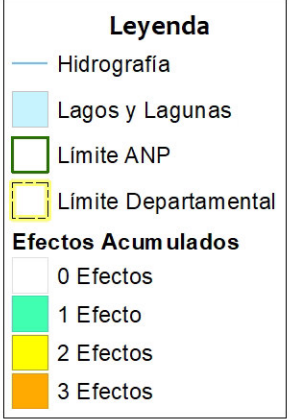 Leyenda
Hidrografía
Lagos y Lagunas
Límite ANP
Límite Departamental
Efectos Acumulados
0 Efectos
1 Efecto
2 Efectos
3 Efectos